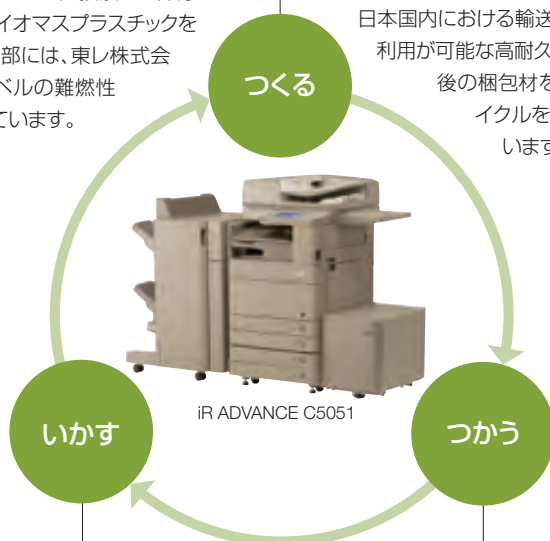 イオマスプラスチックを
部には、東レ株式会
ベルの難燃性
ています。
日本国内における輸送
利用が可能な高耐久
後の梱包材を
イクルを
います
つくる
iR ADVANCE C5051
いかす
つかう